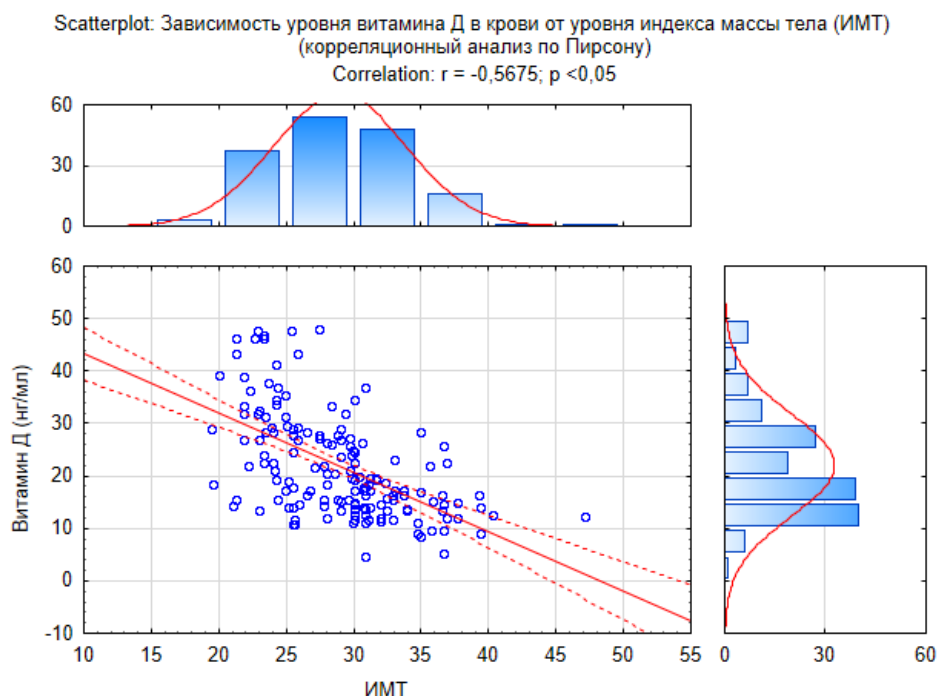 Scatterplot: Зависимость уровня витамина Д в крови от уровня индекса массы тела (ИМТ)
(корреляционный анализ по Пирсону)
Correlation: r = -0,5675; p <0,05
60
30
0
60
50
40
30
20
10
0
-10
Витамин Д (нг/мл)
10 15 20 25 30 35 40 45 50 55
ИМТ
0 30 60